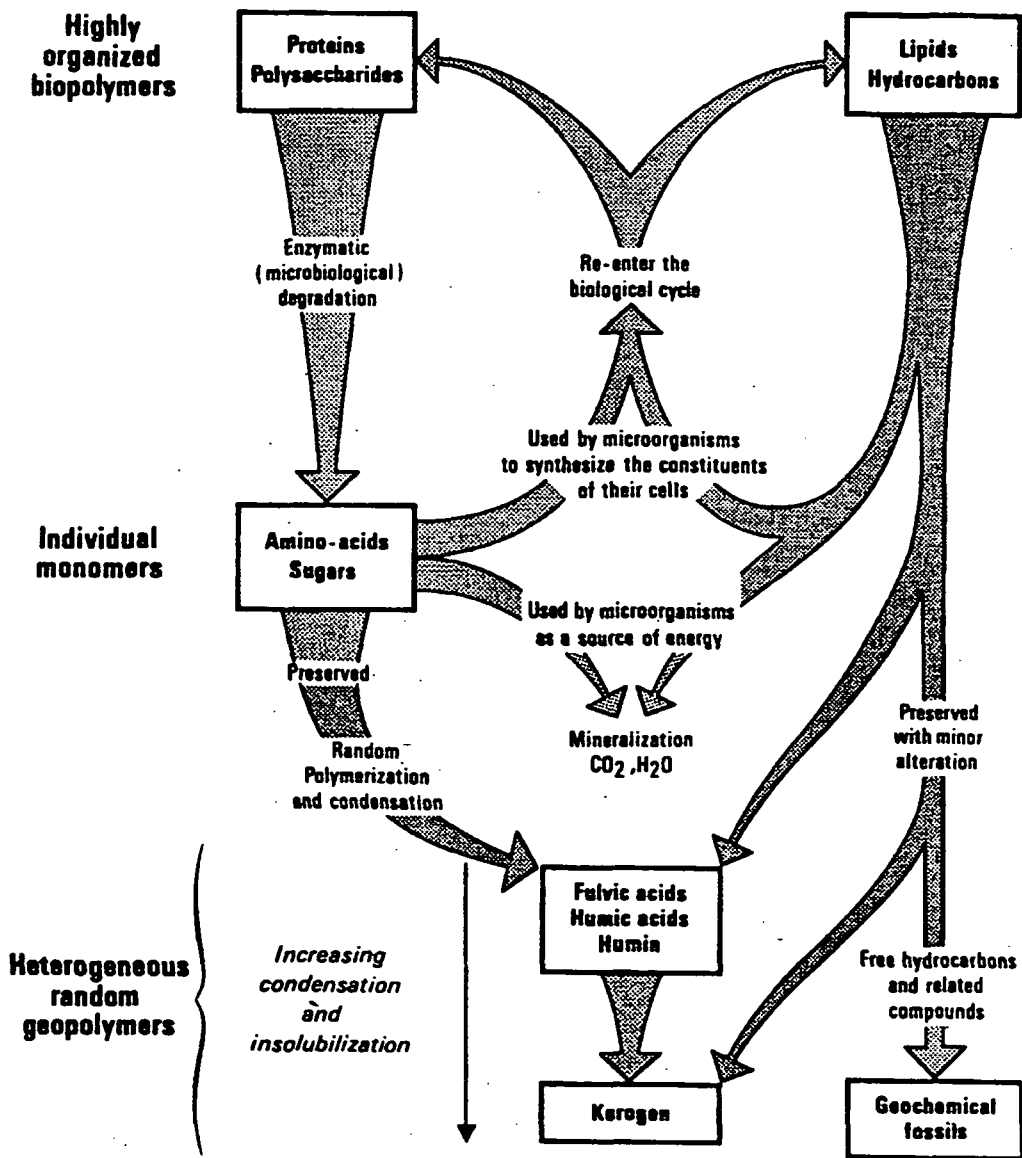 Highly
organized
biopolymers
Proteins
Polysaccharides
Lipids
Hydrocarbons
Enzymatic
(microbiological)
degradation
Re-enter the
biological cycle
Used by microorganisms
to synthesize the constituents
of their cells
Individual
monomers
Amino-acids
Sugars
Used by microorganisms
as a source of energy
Preserved
Mineralization
CO2, H2O
Preserved
with minor
alteration
Random
Polymerization
and condensation
Fulvic acids
Humic acids
Humin
Heterogeneous
random
geopolymers
Increasing
condensation
and
insolubilization
Free hydrocarbons
and related
compounds
Kerogen
Geochemical
fossils